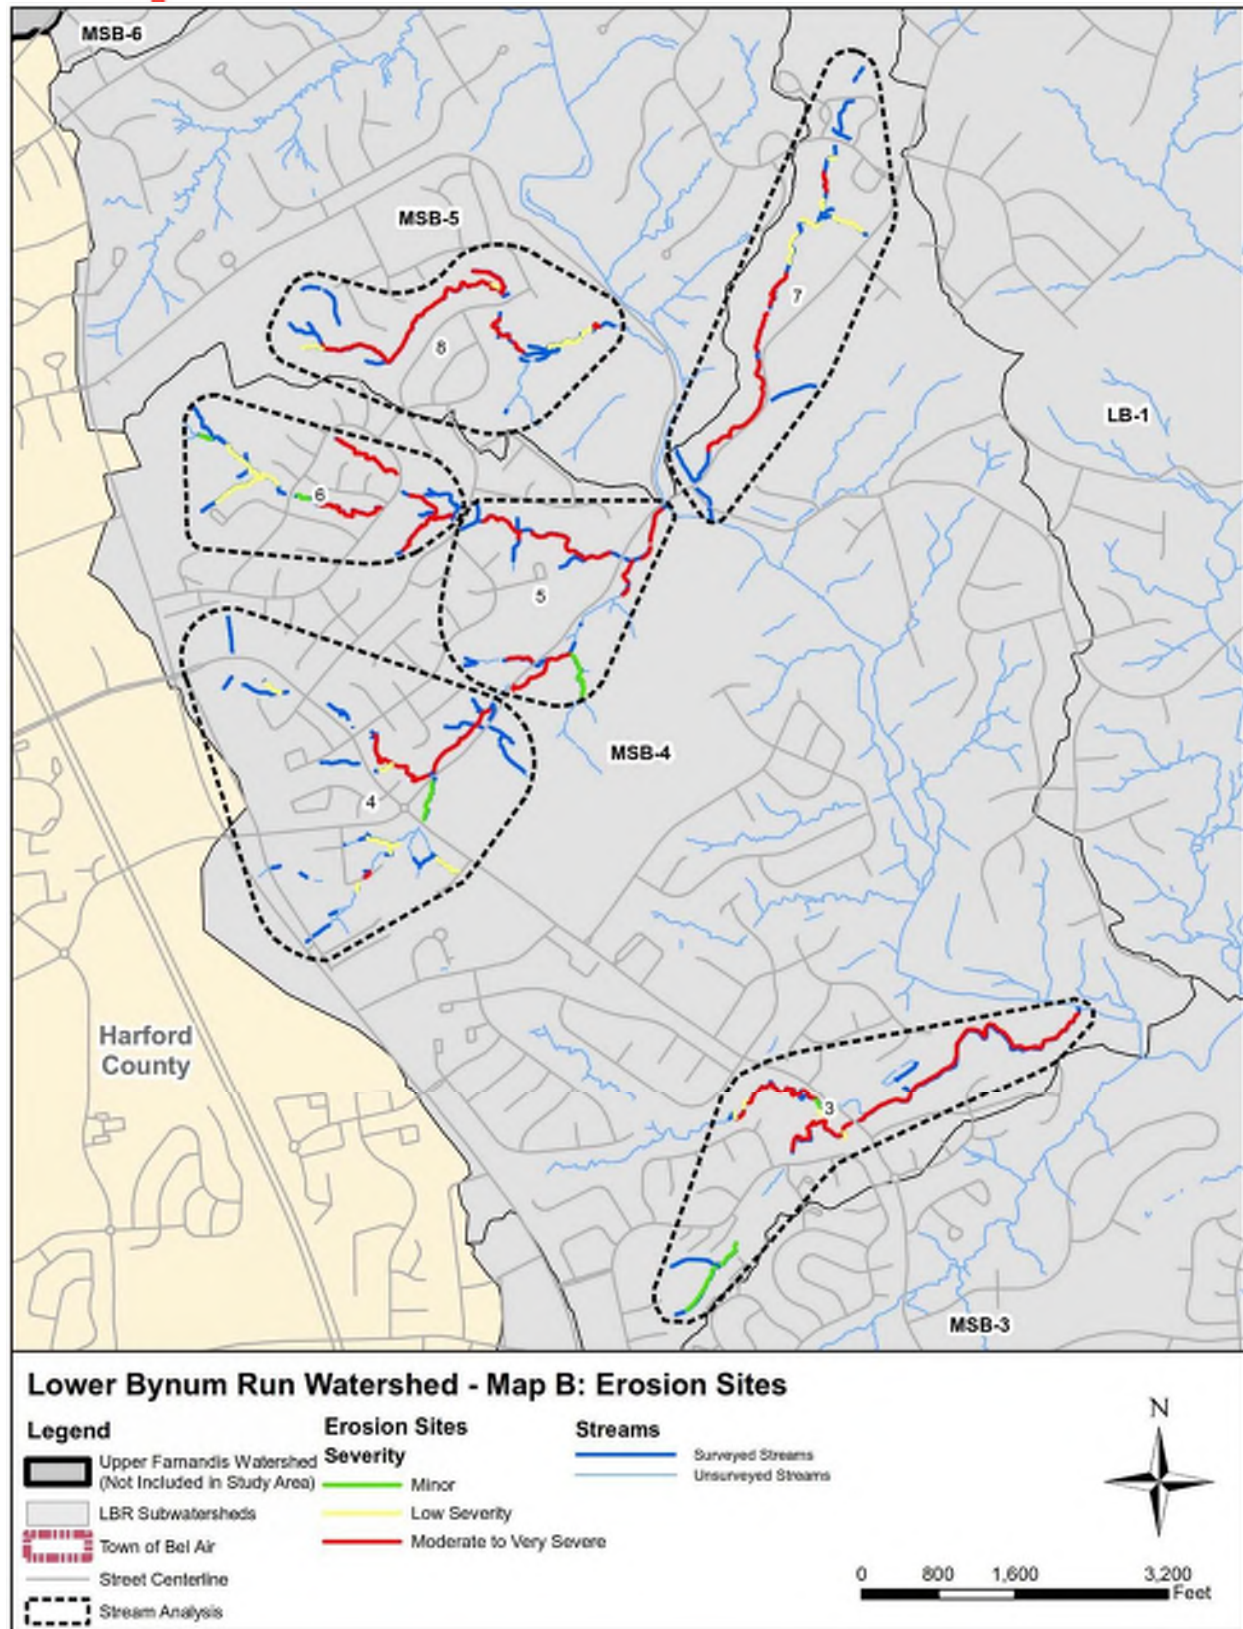 MSB-6
MSB-5
7
8
LB-1
6
5
MSB-4
4
Harford
County
3
MSB-3
Lower Bynum Run Watershed - Map B: Erosion Sites
Legend
Upper Farnandis Watershed
(Not Included in Study Area)
LBR Subwatersheds
Town of Bel Air
Street Centerline
Stream Analysis
Erosion Sites
Severity
Minor
Low Severity
Moderate to Very Severe
Streams
Surveyed Streams
Unsurveyed Streams
N
0 800 1,600 3,200
Feet